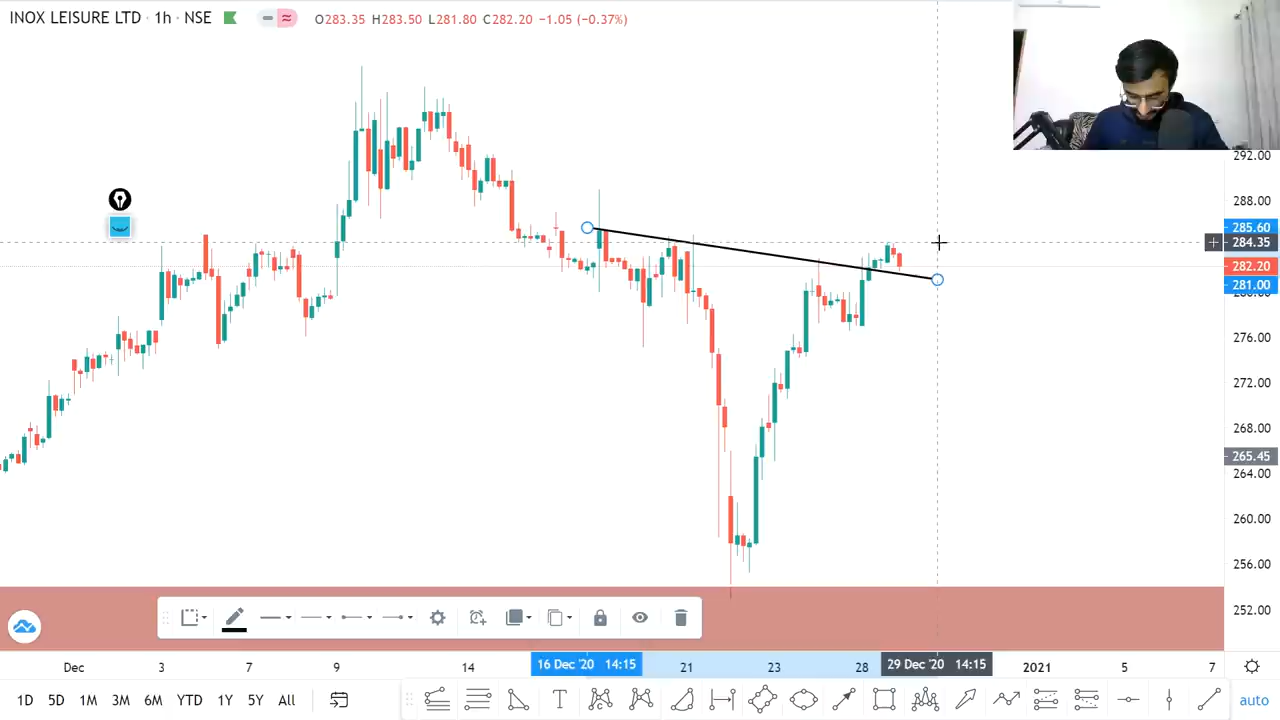 INOX LEISURE LTD · 1h · NSE
O283.35 H283.50 L281.80 C282.20 −1.05 (−0.37%)
292.00
288.00
285.60
284.35
282.20
281.00
276.00
272.00
268.00
265.45
264.00
260.00
256.00
252.00
Dec 3 7 9 14 16 Dec '20 14:15 21 23 28 29 Dec '20 14:15 2021 5 7
1D 5D 1M 3M 6M YTD 1Y 5Y All
auto